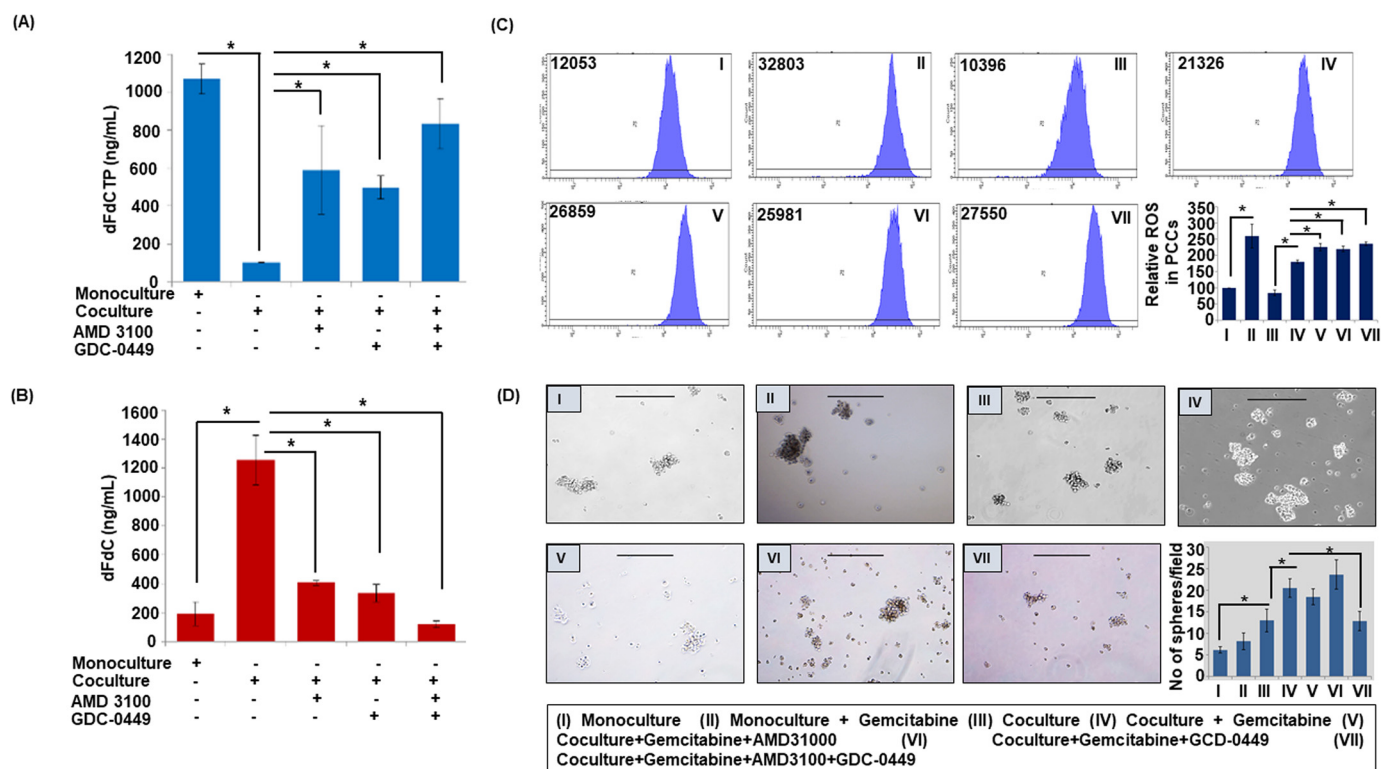 (A)
*
*
*
*
dFdCTP (ng/mL)
1200
1000
800
600
400
200
0
Monoculture + - - - -
Coculture - + + + +
AMD 3100 - - + - +
GDC-0449 - - - + +
(B)
*
*
*
*
dFdC (ng/mL)
1600
1400
1200
1000
800
600
400
200
0
Monoculture + - - - -
Coculture - + + + +
AMD 3100 - - + - +
GDC-0449 - - - + +
(C)
12053 I
32803 II
10396 III
21326 IV
Count
Count
26859 V
25981 VI
27550 VII
Relative ROS
in PCCs
350
300
250
200
150
100
50
0
*
*
*
*
*
I II III IV V VI VII
(D)
I
II
III
IV
V
VI
VII
No of spheres/field
30
25
20
15
10
5
0
*
*
*
I II III IV V VI VII
(I) Monoculture (II) Monoculture + Gemcitabine (III) Coculture (IV) Coculture + Gemcitabine (V)
Coculture+Gemcitabine+AMD31000 (VI) Coculture+Gemcitabine+GCD-0449 (VII)
Coculture+Gemcitabine+AMD3100+GDC-0449